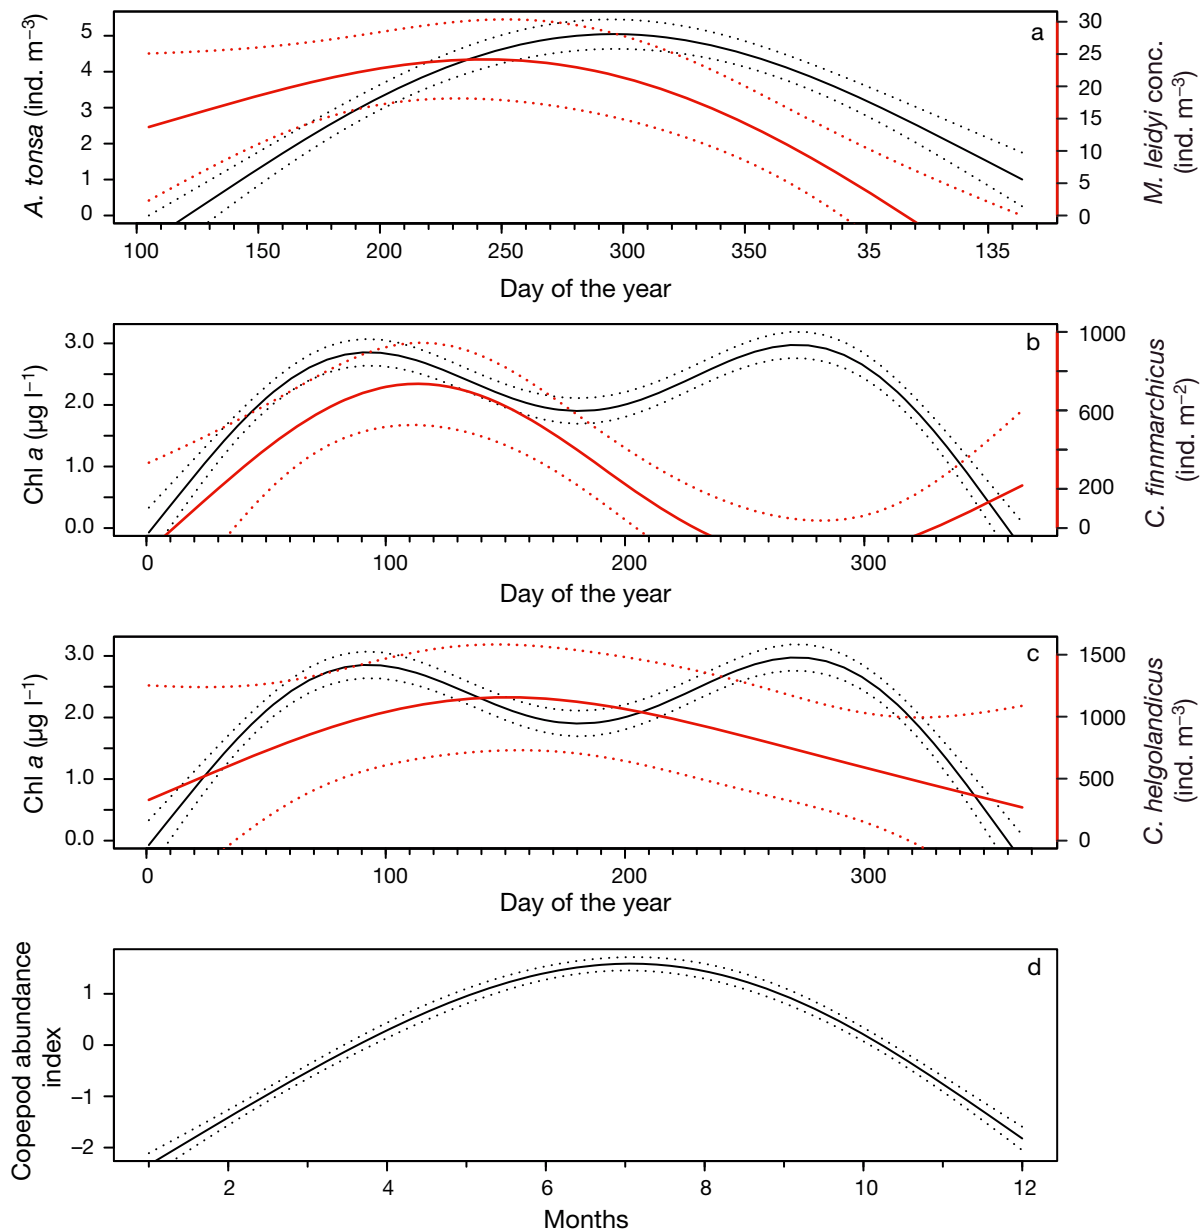 a
A. tonsa (ind. m–3)
5
4
3
2
1
0
30
25
20
15
10
5
0
M. leidyi conc.
(ind. m–3)
100 150 200 250 300 350 35 135
Day of the year
b
Chl a (µg l–1)
3.0
2.0
1.0
0.0
1000
600
200
0
C. finnmarchicus
(ind. m–2)
0 100 200 300
Day of the year
c
Chl a (µg l–1)
3.0
2.0
1.0
0.0
1500
1000
500
0
C. helgolandicus
(ind. m–3)
0 100 200 300
Day of the year
d
Copepod abundance
index
1
0
–1
–2
2 4 6 8 10 12
Months